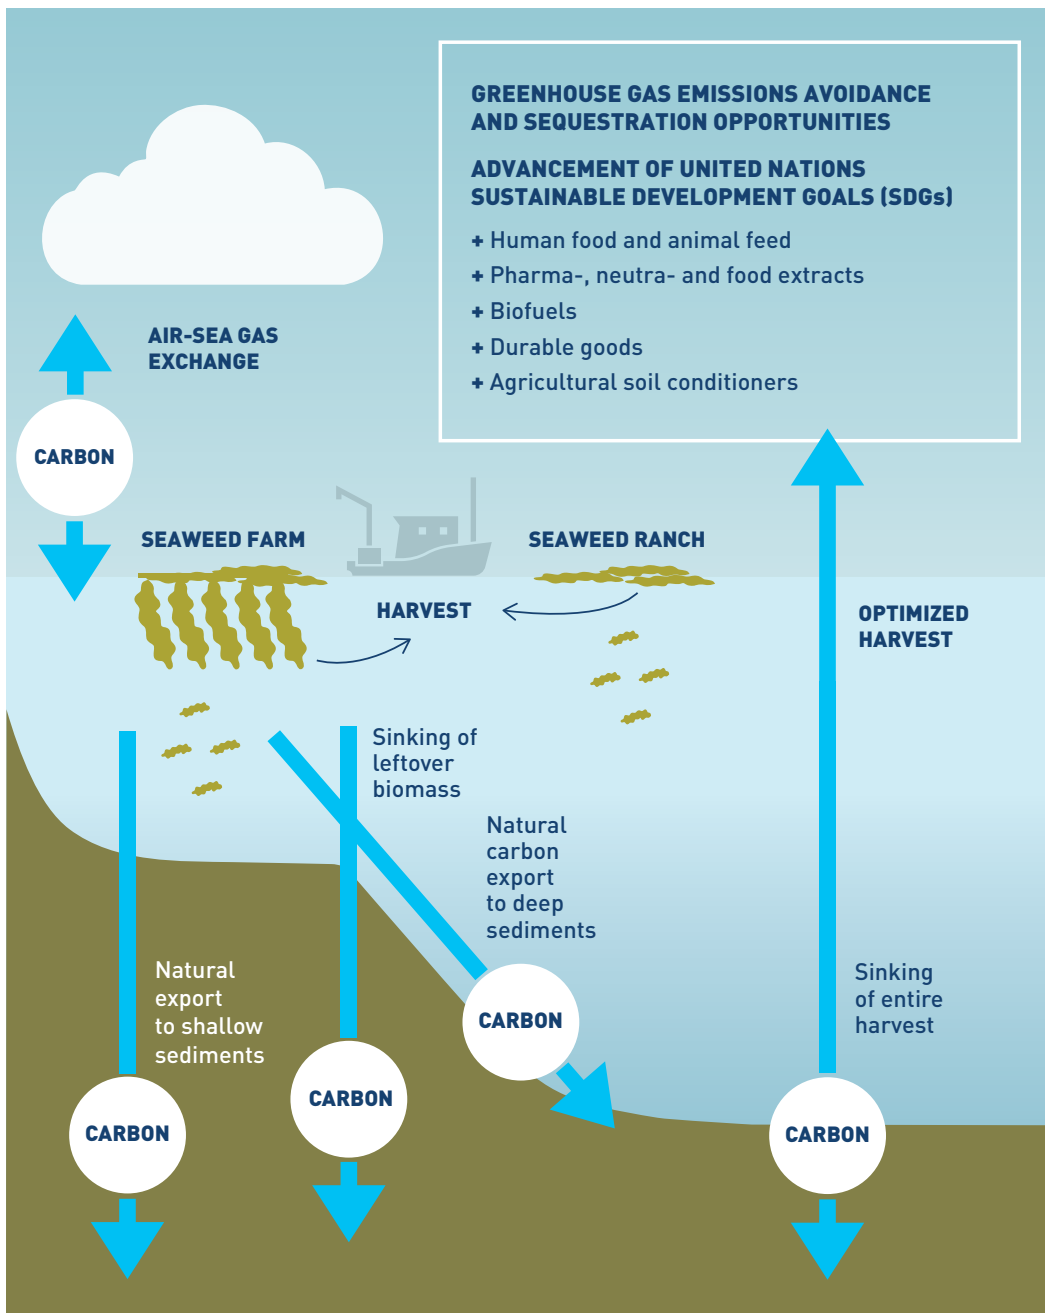 GREENHOUSE GAS EMISSIONS AVOIDANCE
AND SEQUESTRATION OPPORTUNITIES
ADVANCEMENT OF UNITED NATIONS
SUSTAINABLE DEVELOPMENT GOALS (SDGs)
+ Human food and animal feed
+ Pharma-, neutra- and food extracts
+ Biofuels
+ Durable goods
+ Agricultural soil conditioners
AIR-SEA GAS
EXCHANGE
CARBON
SEAWEED FARM
SEAWEED RANCH
HARVEST
OPTIMIZED
HARVEST
Sinking of
leftover
biomass
Natural
carbon
export
to deep
sediments
Natural
export
to shallow
sediments
Sinking
of entire
harvest
CARBON
CARBON
CARBON
CARBON